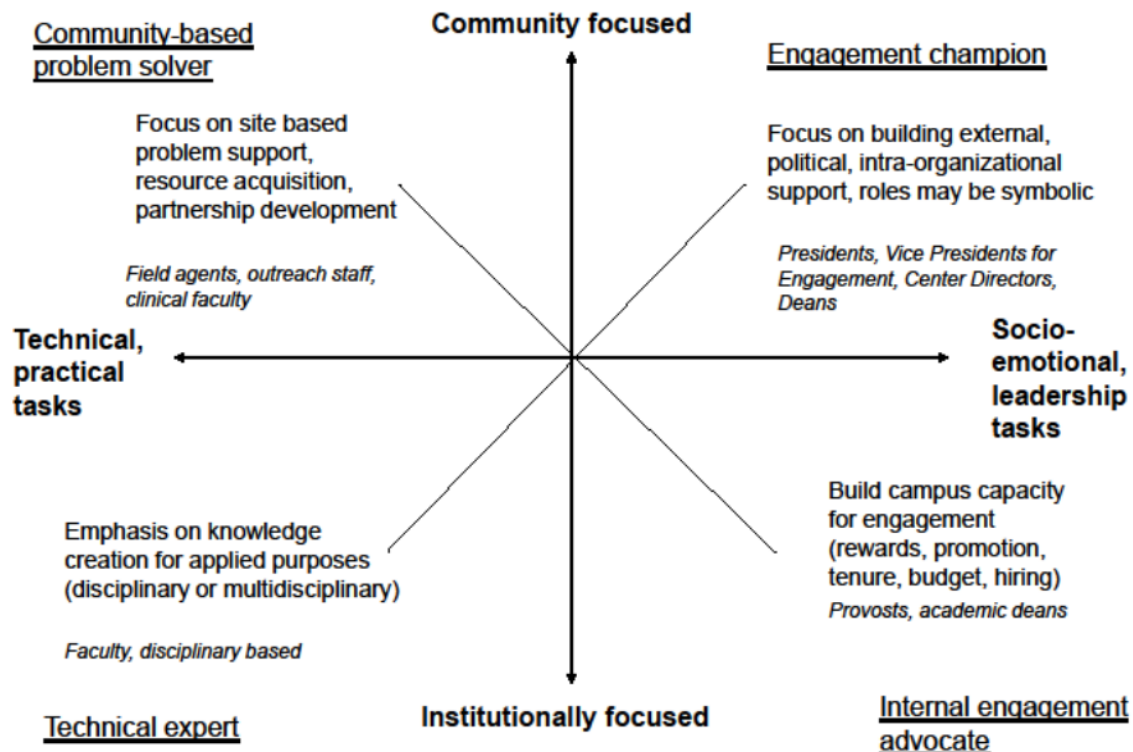 Community focused
Community-based
problem solver
Engagement champion
Focus on site based
problem support,
resource acquisition,
partnership development
Focus on building external,
political, intra-organizational
support, roles may be symbolic
Field agents, outreach staff,
clinical faculty
Presidents, Vice Presidents for
Engagement, Center Directors,
Deans
Technical,
practical
tasks
Socio-
emotional,
leadership
tasks
Emphasis on knowledge
creation for applied purposes
(disciplinary or multidisciplinary)
Build campus capacity
for engagement
(rewards, promotion,
tenure, budget, hiring)
Provosts, academic deans
Faculty, disciplinary based
Technical expert
Institutionally focused
Internal engagement
advocate